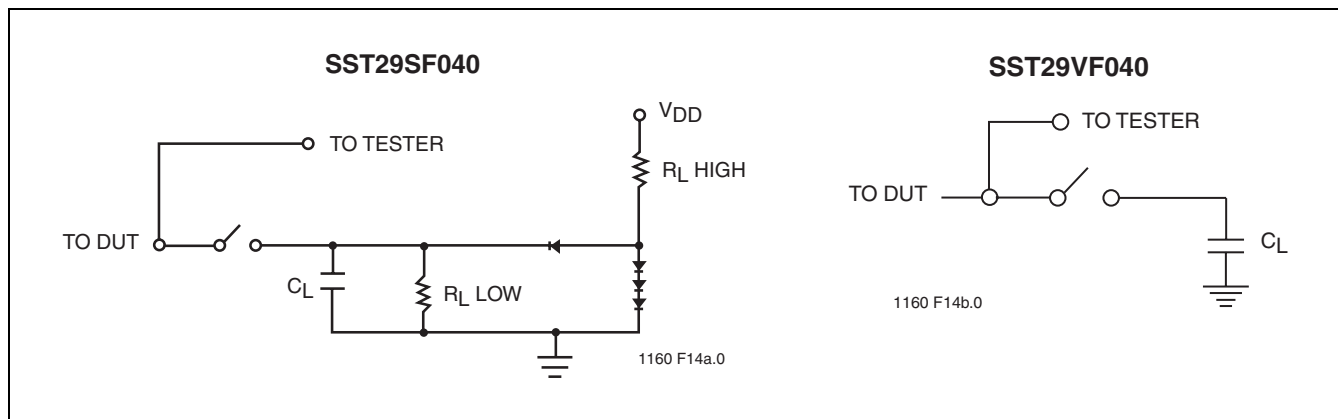 SST29SF040
VDD
TO TESTER
RL HIGH
TO DUT
CL
RL LOW
1160 F14a.0
SST29VF040
TO TESTER
TO DUT
CL
1160 F14b.0